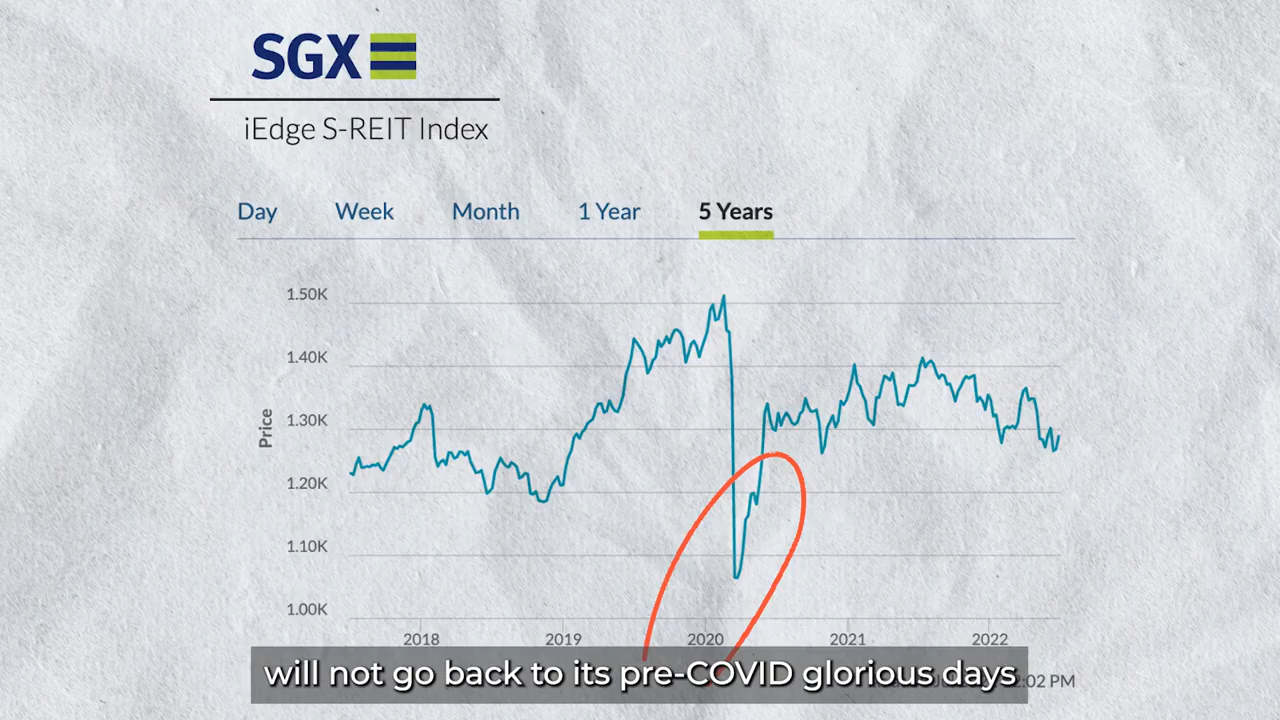 SGX
iEdge S-REIT Index
Day Week Month 1 Year 5 Years
1.50K
1.40K
1.30K
1.20K
1.10K
1.00K
Price
2018 2019 2020 2021 2022
will not go back to its pre-COVID glorious days
:02 PM